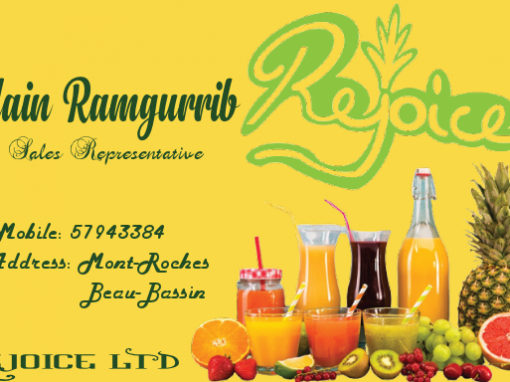 lain Ramgurrib
Rejoice
Sales Representative
Mobile: 57943384
Address: Mont-Roches
Beau-Bassin
JOICE LTD